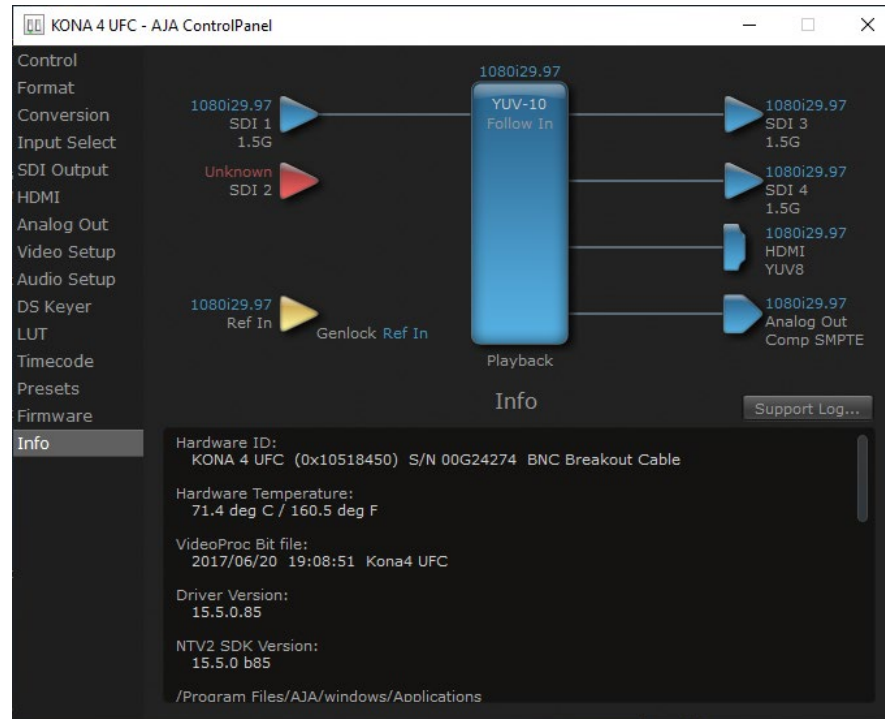 KONA 4 UFC - AJA ControlPanel
Control
Format
Conversion
Input Select
SDI Output
HDMI
Analog Out
Video Setup
Audio Setup
DS Keyer
LUT
Timecode
Presets
Firmware
Info
1080i29.97
YUV-10
Follow In
Playback
1080i29.97
SDI 1
1.5G
Unknown
SDI 2
1080i29.97
Ref In
Genlock Ref In
1080i29.97
SDI 3
1.5G
1080i29.97
SDI 4
1.5G
1080i29.97
HDMI
YUV8
1080i29.97
Analog Out
Comp SMPTE
Info
Support Log...
Hardware ID:
KONA 4 UFC (0x10518450) S/N 00G24274 BNC Breakout Cable
Hardware Temperature:
71.4 deg C / 160.5 deg F
VideoProc Bit file:
2017/06/20 19:08:51 Kona4 UFC
Driver Version:
15.5.0.85
NTV2 SDK Version:
15.5.0 b85
/Program Files/AJA/windows/Applications